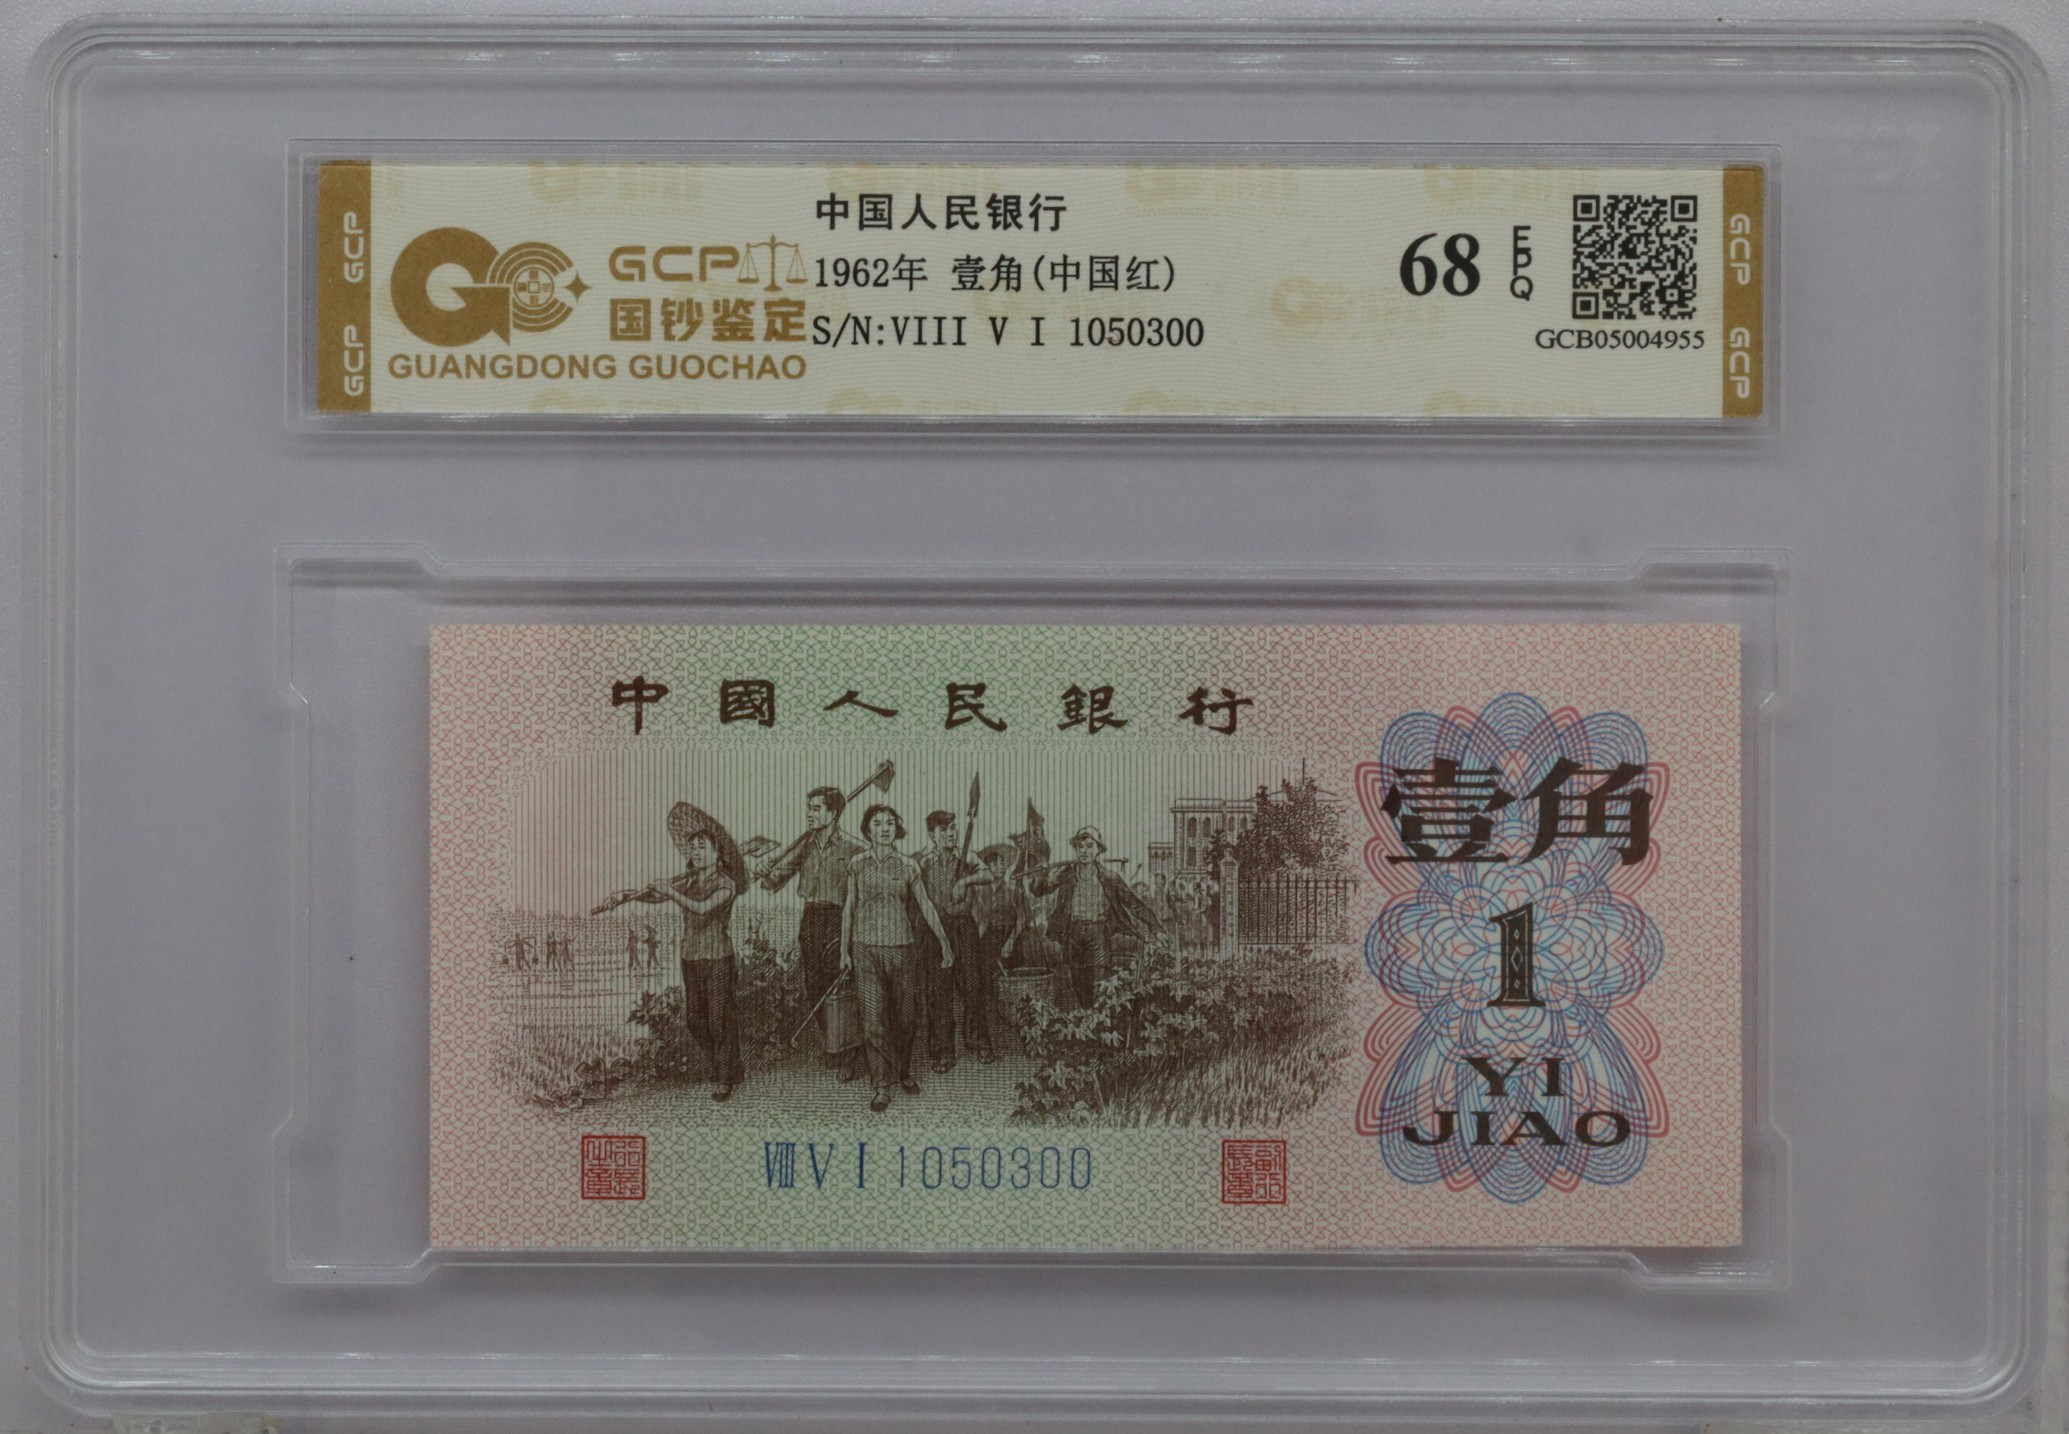 GCP
GCP
GCP
国钞鉴定
GUANGDONG GUOCHAO
中国人民银行
1962年 壹角(中国红)
S/N:VIII V I 1050300
68
EPQ
GCB05004955
GCP
GCP
中國人民銀行
壹角
1
YI
JIAO
VIII V I 1050300